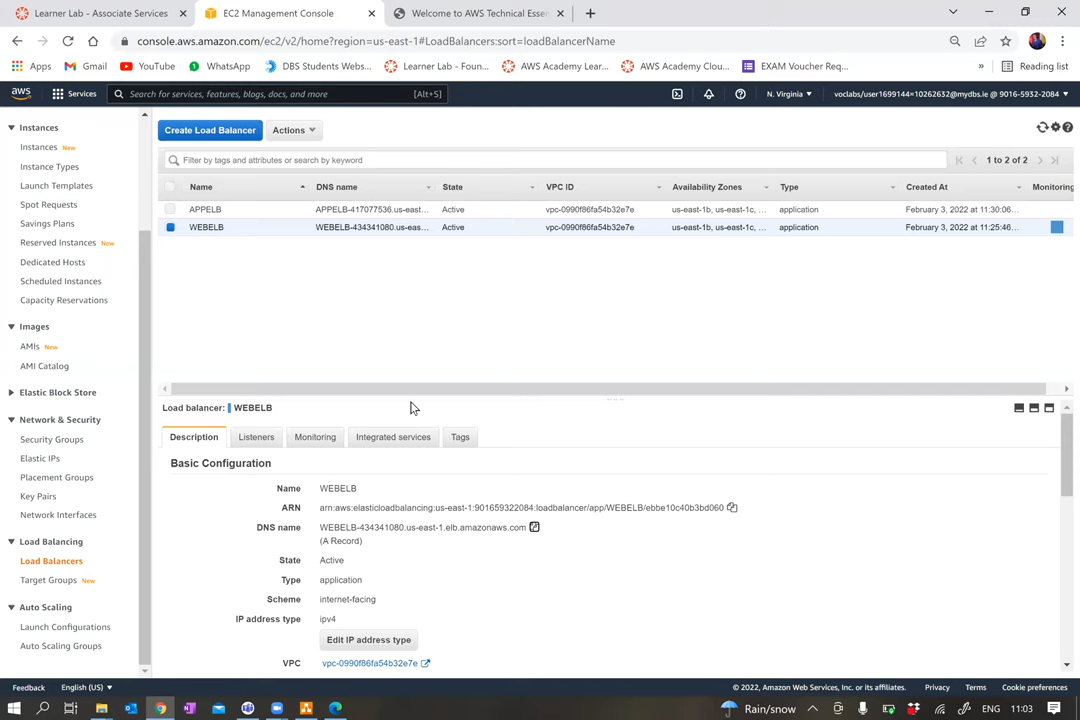 Learner Lab - Associate Services
EC2 Management Console
Welcome to AWS Technical Esse
console.aws.amazon.com/ec2/v2/home?region=us-east-1#LoadBalancers:sort=loadBalancerName
Apps
Gmail
YouTube
WhatsApp
DBS Students Webs...
Learner Lab - Foun...
AWS Academy Lear...
AWS Academy Clou...
EXAM Voucher Req...
»
Reading list
aws
Services
Search for services, features, blogs, docs, and more
[Alt+S]
N. Virginia
voclabs/user1699144=10262632@mydbs.ie @ 9016-5932-2084
Instances
Instances New
Instance Types
Launch Templates
Spot Requests
Savings Plans
Reserved Instances New
Dedicated Hosts
Scheduled Instances
Capacity Reservations
Images
AMIs New
AMI Catalog
Elastic Block Store
Network & Security
Security Groups
Elastic IPs
Placement Groups
Key Pairs
Network Interfaces
Load Balancing
Load Balancers
Target Groups New
Auto Scaling
Launch Configurations
Auto Scaling Groups
Create Load Balancer
Actions
Filter by tags and attributes or search by keyword
1 to 2 of 2
Name DNS name State VPC ID Availability Zones Type Created At Monitoring
APPELB APPELB-417077536.us-east... Active vpc-0990f86fa54b32e7e us-east-1b, us-east-1c, ... application February 3, 2022 at 11:30:06...
WEBELB WEBELB-434341080.us-eas... Active vpc-0990f86fa54b32e7e us-east-1b, us-east-1c, ... application February 3, 2022 at 11:25:46...
Load balancer: WEBELB
Description
Listeners
Monitoring
Integrated services
Tags
Basic Configuration
Name WEBELB
ARN arn:aws:elasticloadbalancing:us-east-1:901659322084:loadbalancer/app/WEBELB/ebbe10c40b3bd060
DNS name WEBELB-434341080.us-east-1.elb.amazonaws.com
(A Record)
State Active
Type application
Scheme internet-facing
IP address type ipv4
Edit IP address type
VPC vpc-0990f86fa54b32e7e
Feedback
English (US)
© 2022, Amazon Web Services, Inc. or its affiliates.
Privacy
Terms
Cookie preferences
Rain/snow
ENG
11:03